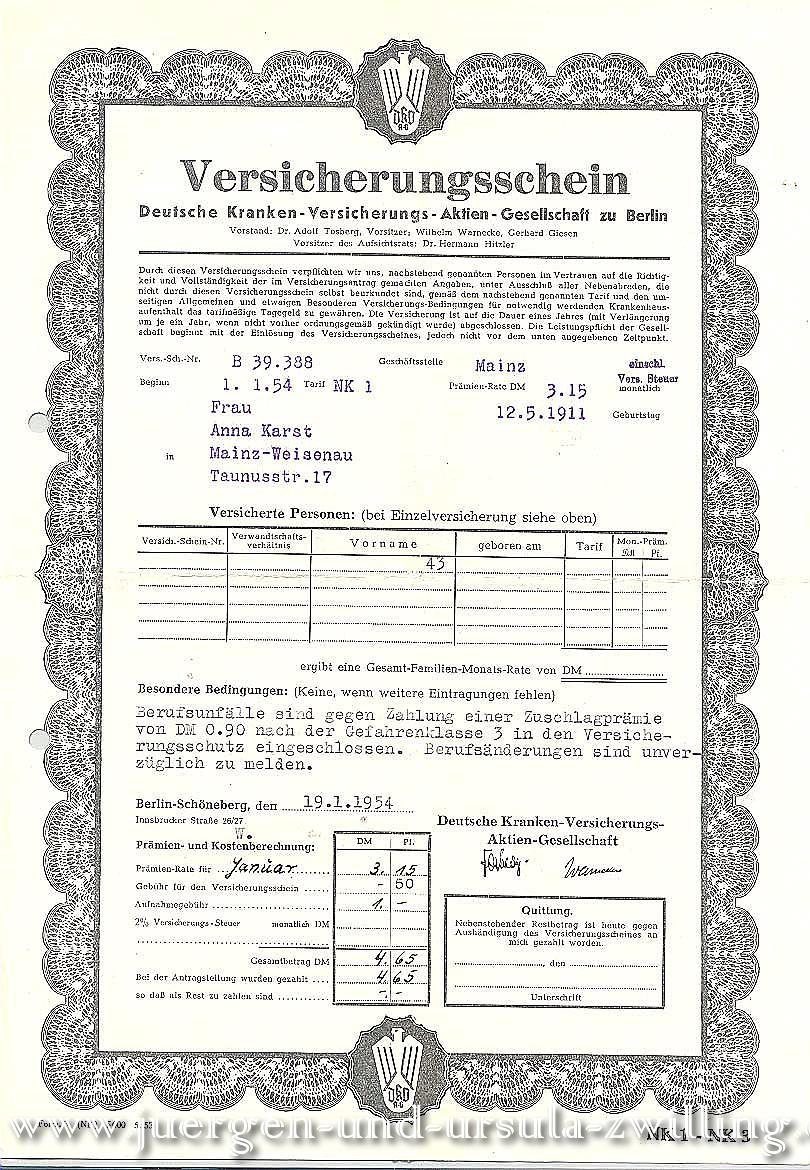 Versicherungsschein
Deutsche Kranken-Versicherungs-Aktien-Gesellschaft zu Berlin
Vorstand: Dr. Adolf Tosberg, Vorsitzer; Wilhelm Warnecke, Gerhard Giesen
Vorsitzer des Aufsichtsrats: Dr. Hermann Hitzler
Durch diesen Versicherungsschein verpflichten wir uns, nachstehend genannten Personen im Vertrauen auf die Richtig-
keit und Vollständigkeit der im Versicherungsantrag gemachten Angaben, unter Ausschluß aller Nebenabreden, die
nicht durch diesen Versicherungsschein selbst beurkundet sind, gemäß dem nachstehend genannten Tarif und den um-
seitigen Allgemeinen und etwaigen Besonderen Versicherungs-Bedingungen für notwendig werdenden Krankenhaus-
aufenthalt das tarifmäßige Tagegeld zu gewähren. Die Versicherung ist auf die Dauer eines Jahres (mit Verlängerung
um je ein Jahr, wenn nicht vorher ordnungsgemäß gekündigt wurde) abgeschlossen. Die Leistungspflicht der Gesell-
schaft beginnt mit der Einlösung des Versicherungsscheines, jedoch nicht vor dem unten angegebenen Zeitpunkt.
Vers.-Sch.-Nr. B 39.388 Geschäftsstelle Mainz einschl.
Vers. Steuer
Beginn 1. 1.54 Tarif NK 1 Prämien-Rate DM 3.15 monatlich
Frau 12.5.1911 Geburtstag
Anna Karst
in Mainz-Weisenau
Taunusstr.17
Versicherte Personen: (bei Einzelversicherung siehe oben)
Versich.-Schein-Nr. Verwandtschafts-verhältnis Vorname geboren am Tarif Mon.-Präm. DM Pf.
43
ergibt eine Gesamt-Familien-Monats-Rate von DM
Besondere Bedingungen: (Keine, wenn weitere Eintragungen fehlen)
Berufsunfälle sind gegen Zahlung einer Zuschlagprämie
von DM 0.90 nach der Gefahrenklasse 3 in den Versiche-
rungsschutz eingeschlossen. Berufsänderungen sind unver-
züglich zu melden.
Berlin-Schöneberg, den 19.1.1954
Innsbrucker Straße 26/27
W.
Deutsche Kranken-Versicherungs-
Aktien-Gesellschaft
Prämien- und Kostenberechnung: DM Pf.
Prämien-Rate für Januar 3. 15
Gebühr für den Versicherungsschein - 50
Aufnahmegebühr 1. -
2% Versicherungs-Steuer monatlich DM
Gesamtbetrag DM 4. 65
Bei der Antragstellung wurden gezahlt 4. 65
so daß als Rest zu zahlen sind -. -
Quittung.
Nebenstehender Restbetrag ist heute gegen
Aushändigung des Versicherungsscheines an
mich gezahlt worden.
, den
Unterschrift
NK 1 - NK 3
www.juergen-und-ursula-zwilling.